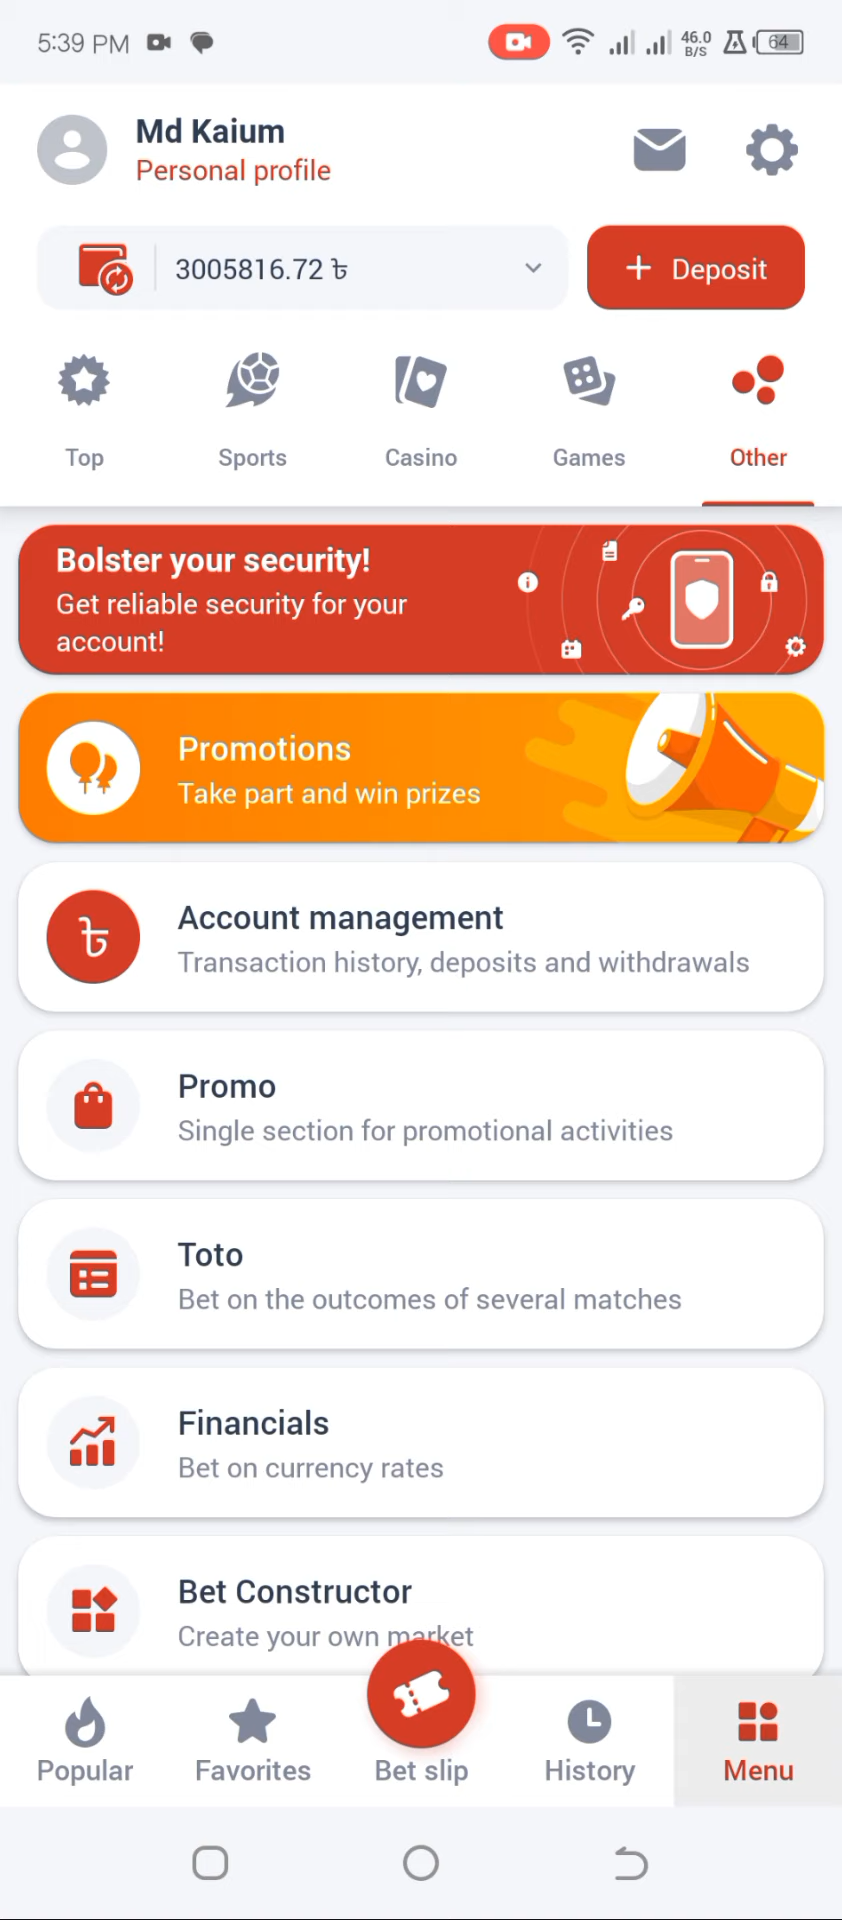 5:39 PM
46.0
B/S
64
Md Kaium
Personal profile
3005816.72 ৳
+ Deposit
Top
Sports
Casino
Games
Other
Bolster your security!
Get reliable security for your
account!
Promotions
Take part and win prizes
৳
Account management
Transaction history, deposits and withdrawals
Promo
Single section for promotional activities
Toto
Bet on the outcomes of several matches
Financials
Bet on currency rates
Bet Constructor
Create your own market
Popular
Favorites
Bet slip
History
Menu